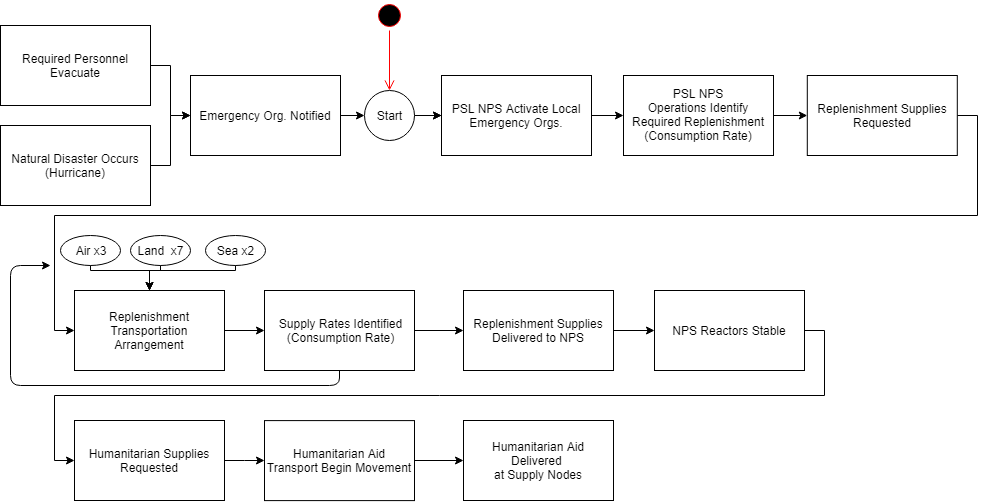 Required Personnel
Evacuate
Natural Disaster Occurs
(Hurricane)
Emergency Org. Notified
Start
PSL NPS Activate Local
Emergency Orgs.
PSL NPS
Operations Identify
Required Replenishment
(Consumption Rate)
Replenishment Supplies
Requested
Air x3
Land  x7
Sea x2
Replenishment
Transportation
Arrangement
Supply Rates Identified
(Consumption Rate)
Replenishment Supplies
Delivered to NPS
NPS Reactors Stable
Humanitarian Supplies
Requested
Humanitarian Aid
Transport Begin Movement
Humanitarian Aid
Delivered
at Supply Nodes